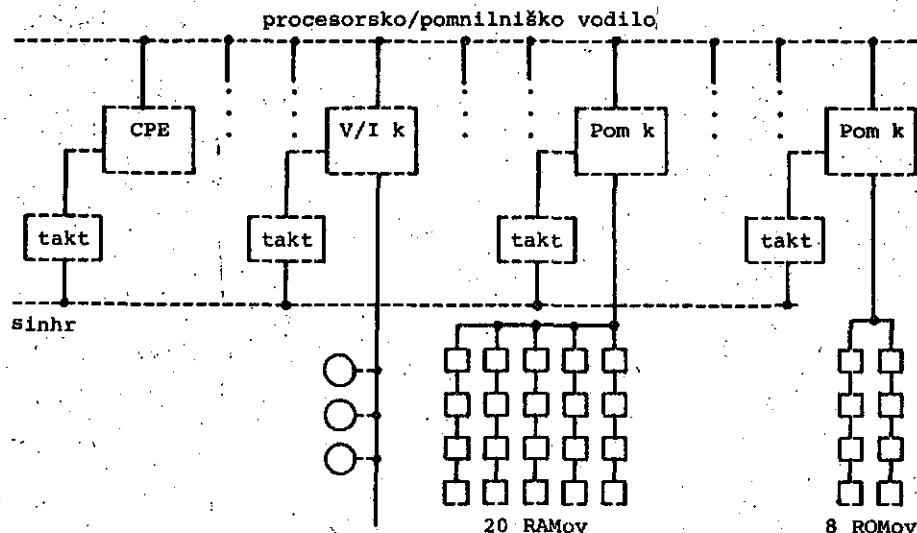 procesorsko/pomnilniško vodilo
CPE
V/I k
Pom k
Pom k
takt
takt
takt
takt
sinhr
20 RAMov
8 ROMov